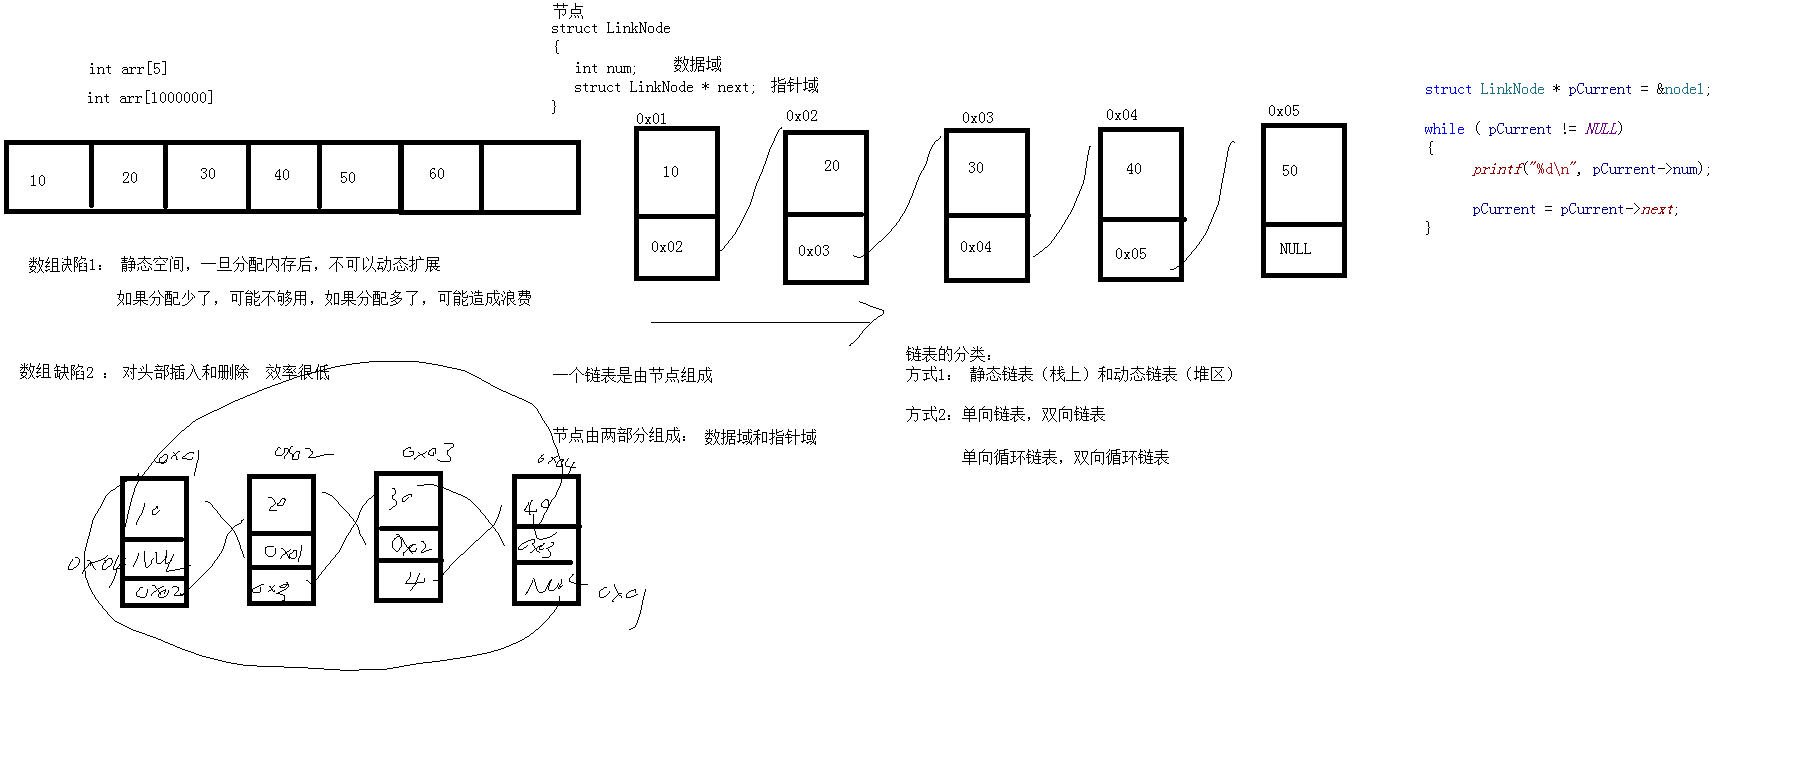 int arr[5]
int arr[1000000]
10 20 30 40 50 60
数组缺陷1： 静态空间，一旦分配内存后，不可以动态扩展
如果分配少了，可能不够用，如果分配多了，可能造成浪费
数组缺陷2 ： 对头部插入和删除 效率很低
节点
struct LinkNode
{
int num; 数据域
struct LinkNode * next; 指针域
}
0x01 0x02 0x03 0x04 0x05
10 20 30 40 50
0x02 0x03 0x04 0x05 NULL
一个链表是由节点组成
节点由两部分组成： 数据域和指针域
链表的分类：
方式1： 静态链表（栈上）和动态链表（堆区）
方式2：单向链表，双向链表
单向循环链表，双向循环链表
struct LinkNode * pCurrent = &node1;
while ( pCurrent != NULL)
{
printf("%d\n", pCurrent->num);
pCurrent = pCurrent->next;
}
0x01 0x02 0x03 0x04
10 20 30 40
0x04 NULL 0x01 0x02 0x03
0x02 0x3 4 NULL 0x01